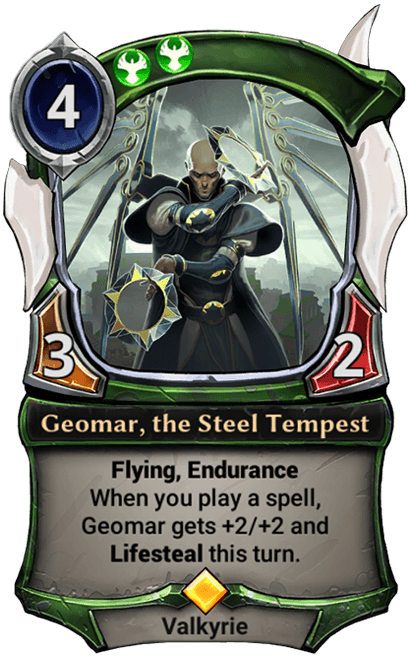 4
3
2
Geomar, the Steel Tempest
Flying, Endurance
When you play a spell,
Geomar gets +2/+2 and
Lifesteal this turn.
Valkyrie